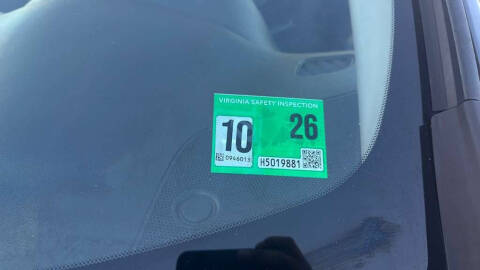 VIRGINIA SAFETY INSPECTION
10 26
0946013 H5019881